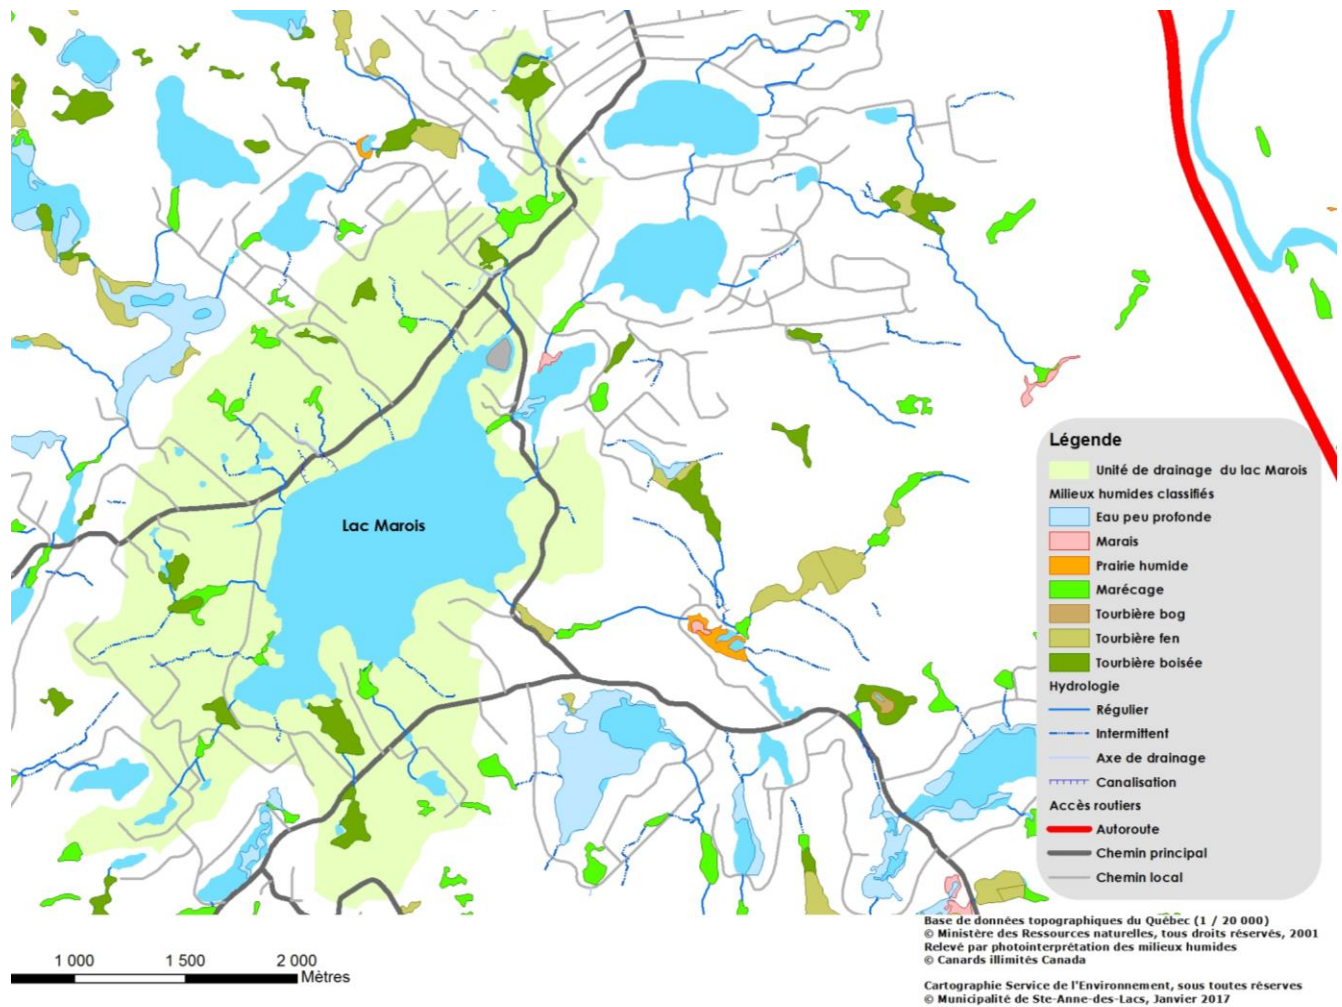 Lac Marois
Légende
Unité de drainage du lac Marois
Milieux humides classifiés
Eau peu profonde
Marais
Prairie humide
Marécage
Tourbière bog
Tourbière fen
Tourbière boisée
Hydrologie
Régulier
Intermittent
Axe de drainage
Canalisation
Accès routiers
Autoroute
Chemin principal
Chemin local
Base de données topographiques du Québec (1 / 20 000)
© Ministère des Ressources naturelles, tous droits réservés, 2001
Relevé par photointerprétation des milieux humides
© Canards illimités Canada
Cartographie Service de l'Environnement, sous toutes réserves
© Municipalité de Ste-Anne-des-Lacs, Janvier 2017
1 000 1 500 2 000
Mètres